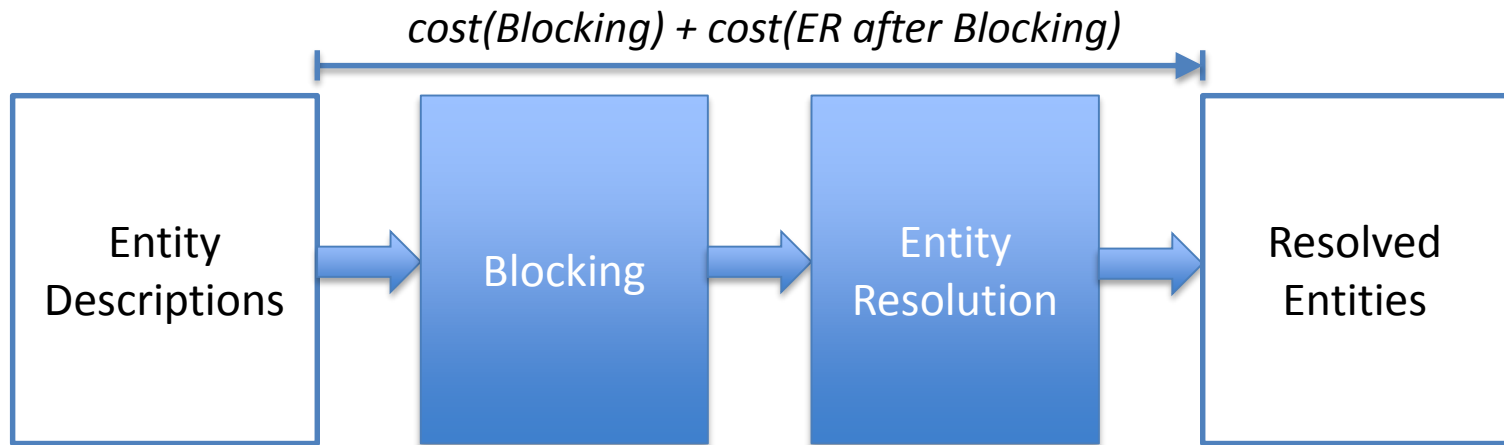 cost(Blocking) + cost(ER after Blocking)
Entity
Descriptions
Blocking
Entity
Resolution
Resolved
Entities